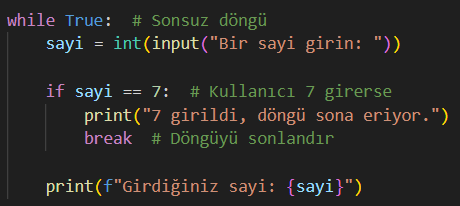 while True:  # Sonsuz döngü
    sayi = int(input("Bir sayi girin: "))

    if sayi == 7:  # Kullanıcı 7 girerse
        print("7 girildi, döngü sona eriyor.")
        break  # Döngüyü sonlandır

    print(f"Girdiğiniz sayi: {sayi}")